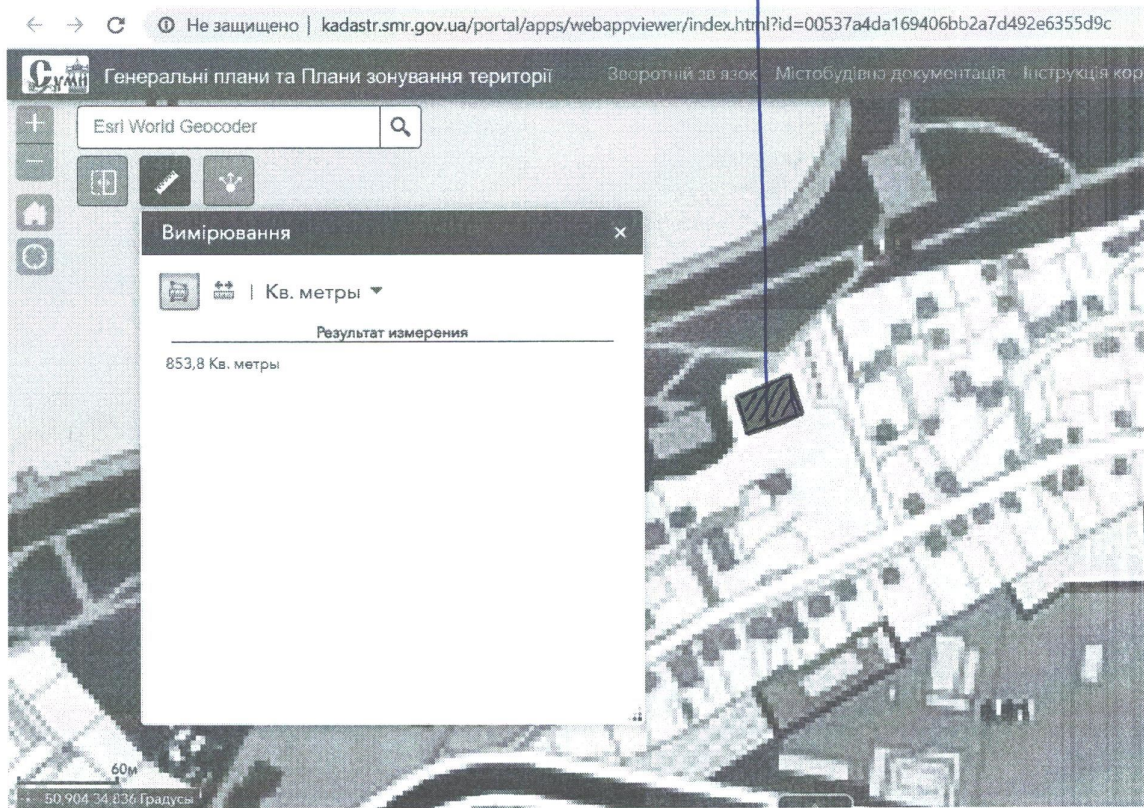 Не защищено | kadastr.smr.gov.ua/portal/apps/webappviewer/index.html?id=00537a4da169406bb2a7d492e6355d9c
Суми Генеральні плани та Плани зонування території Зворотній зв язок Містобудівна документація Інструкція кор
Esri World Geocoder
Вимірювання
| Кв. метры
Результат измерения
853,8 Кв. метры
60м
50,904 34,836 Градусы